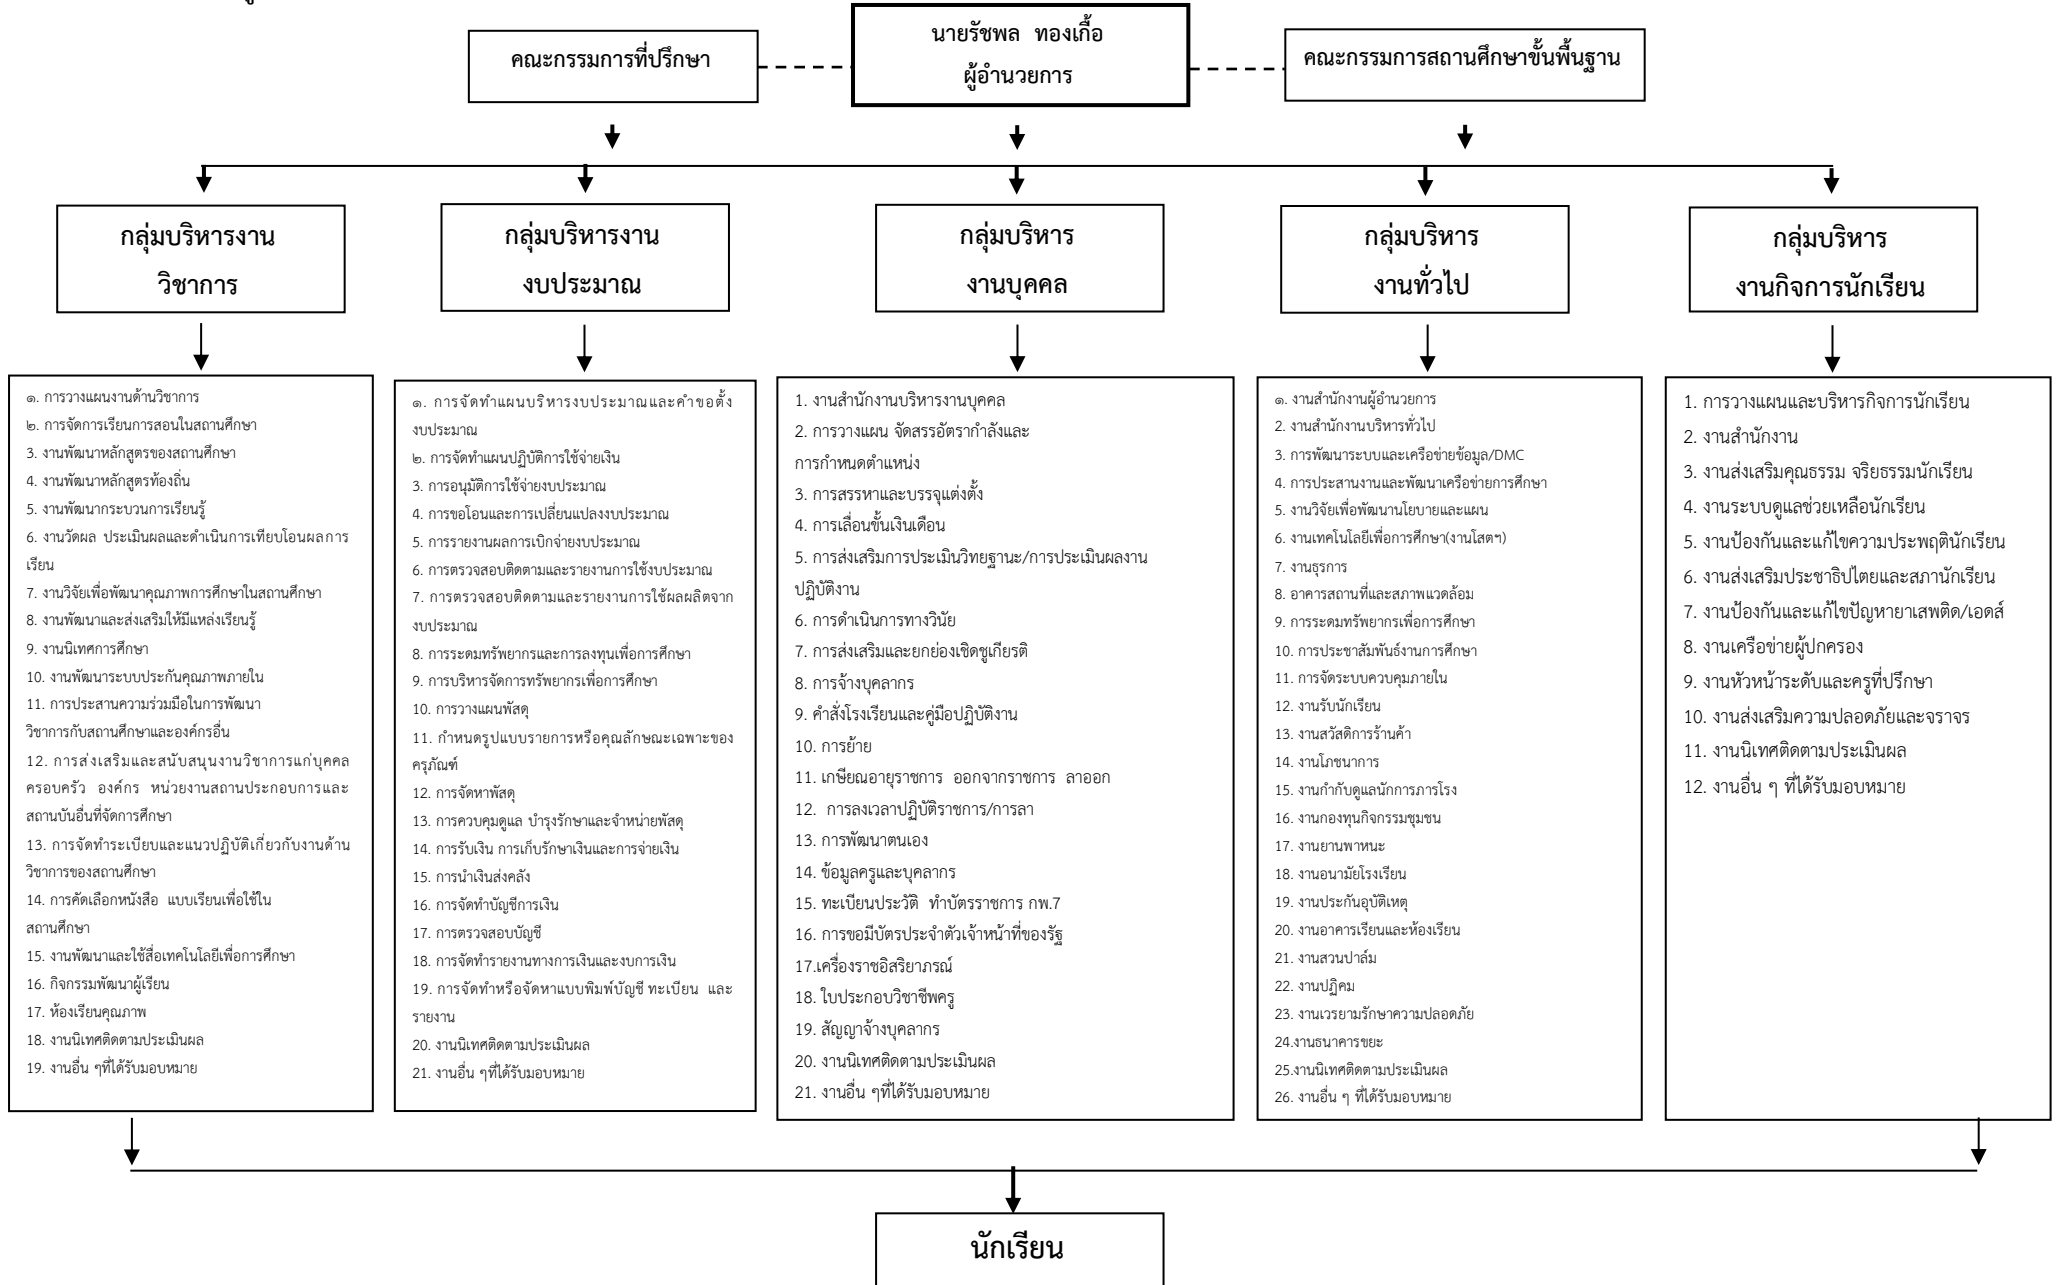 นายรัชพล ทองเกื้อ
ผู้อำนวยการ
คณะกรรมการที่ปรึกษา
คณะกรรมการสถานศึกษาขั้นพื้นฐาน
กลุ่มบริหารงาน
วิชาการ
กลุ่มบริหารงาน
งบประมาณ
กลุ่มบริหาร
งานบุคคล
กลุ่มบริหาร
งานทั่วไป
กลุ่มบริหาร
งานกิจการนักเรียน
๑. การวางแผนงานด้านวิชาการ
๒. การจัดการเรียนการสอนในสถานศึกษา
3. งานพัฒนาหลักสูตรของสถานศึกษา
4. งานพัฒนาหลักสูตรท้องถิ่น
5. งานพัฒนากระบวนการเรียนรู้
6. งานวัดผล ประเมินผลและดำเนินการเทียบโอนผลการ
เรียน
7. งานวิจัยเพื่อพัฒนาคุณภาพการศึกษาในสถานศึกษา
8. งานพัฒนาและส่งเสริมให้มีแหล่งเรียนรู้
9. งานนิเทศการศึกษา
10. งานพัฒนาระบบประกันคุณภาพภายใน
11. การประสานความร่วมมือในการพัฒนา
วิชาการกับสถานศึกษาและองค์กรอื่น
12. การส่งเสริมและสนับสนุนงานวิชาการแก่บุคคล
ครอบครัว องค์กร หน่วยงานสถานประกอบการและ
สถานบันอื่นที่จัดการศึกษา
13. การจัดทำระเบียบและแนวปฏิบัติเกี่ยวกับงานด้าน
วิชาการของสถานศึกษา
14. การคัดเลือกหนังสือ แบบเรียนเพื่อใช้ใน
สถานศึกษา
15. งานพัฒนาและใช้สื่อเทคโนโลยีเพื่อการศึกษา
16. กิจกรรมพัฒนาผู้เรียน
17. ห้องเรียนคุณภาพ
18. งานนิเทศติดตามประเมินผล
19. งานอื่น ๆที่ได้รับมอบหมาย
๑. การจัดทำแผนบริหารงบประมาณและคำขอตั้ง
งบประมาณ
๒. การจัดทำแผนปฏิบัติการใช้จ่ายเงิน
3. การอนุมัติการใช้จ่ายงบประมาณ
4. การขอโอนและการเปลี่ยนแปลงงบประมาณ
5. การรายงานผลการเบิกจ่ายงบประมาณ
6. การตรวจสอบติดตามและรายงานการใช้งบประมาณ
7. การตรวจสอบติดตามและรายงานการใช้ผลผลิตจาก
งบประมาณ
8. การระดมทรัพยากรและการลงทุนเพื่อการศึกษา
9. การบริหารจัดการทรัพยากรเพื่อการศึกษา
10. การวางแผนพัสดุ
11. กำหนดรูปแบบรายการหรือคุณลักษณะเฉพาะของ
ครุภัณฑ์
12. การจัดหาพัสดุ
13. การควบคุมดูแล บำรุงรักษาและจำหน่ายพัสดุ
14. การรับเงิน การเก็บรักษาเงินและการจ่ายเงิน
15. การนำเงินส่งคลัง
16. การจัดทำบัญชีการเงิน
17. การตรวจสอบบัญชี
18. การจัดทำรายงานทางการเงินและงบการเงิน
19. การจัดทำหรือจัดหาแบบพิมพ์บัญชี ทะเบียน และ
รายงาน
20. งานนิเทศติดตามประเมินผล
21. งานอื่น ๆที่ได้รับมอบหมาย
1. งานสำนักงานบริหารงานบุคคล
2. การวางแผน จัดสรรอัตรากำลังและ
การกำหนดตำแหน่ง
3. การสรรหาและบรรจุแต่งตั้ง
4. การเลื่อนขั้นเงินเดือน
5. การส่งเสริมการประเมินวิทยฐานะ/การประเมินผลงาน
ปฏิบัติงาน
6. การดำเนินการทางวินัย
7. การส่งเสริมและยกย่องเชิดชูเกียรติ
8. การจ้างบุคลากร
9. คำสั่งโรงเรียนและคู่มือปฏิบัติงาน
10. การย้าย
11. เกษียณอายุราชการ ออกจากราชการ ลาออก
12. การลงเวลาปฏิบัติราชการ/การลา
13. การพัฒนาตนเอง
14. ข้อมูลครูและบุคลากร
15. ทะเบียนประวัติ ทำบัตรราชการ กพ.7
16. การขอมีบัตรประจำตัวเจ้าหน้าที่ของรัฐ
17.เครื่องราชอิสริยาภรณ์
18. ใบประกอบวิชาชีพครู
19. สัญญาจ้างบุคลากร
20. งานนิเทศติดตามประเมินผล
21. งานอื่น ๆที่ได้รับมอบหมาย
๑. งานสำนักงานผู้อำนวยการ
2. งานสำนักงานบริหารทั่วไป
3. การพัฒนาระบบและเครือข่ายข้อมูล/DMC
4. การประสานงานและพัฒนาเครือข่ายการศึกษา
5. งานวิจัยเพื่อพัฒนานโยบายและแผน
6. งานเทคโนโลยีเพื่อการศึกษา(งานโสตฯ)
7. งานธุรการ
8. อาคารสถานที่และสภาพแวดล้อม
9. การระดมทรัพยากรเพื่อการศึกษา
10. การประชาสัมพันธ์งานการศึกษา
11. การจัดระบบควบคุมภายใน
12. งานรับนักเรียน
13. งานสวัสดิการร้านค้า
14. งานโภชนาการ
15. งานกำกับดูแลนักการภารโรง
16. งานกองทุนกิจกรรมชุมชน
17. งานยานพาหนะ
18. งานอนามัยโรงเรียน
19. งานประกันอุบัติเหตุ
20. งานอาคารเรียนและห้องเรียน
21. งานสวนปาล์ม
22. งานปฏิคม
23. งานเวรยามรักษาความปลอดภัย
24.งานธนาคารขยะ
25.งานนิเทศติดตามประเมินผล
26. งานอื่น ๆ ที่ได้รับมอบหมาย
1. การวางแผนและบริหารกิจการนักเรียน
2. งานสำนักงาน
3. งานส่งเสริมคุณธรรม จริยธรรมนักเรียน
4. งานระบบดูแลช่วยเหลือนักเรียน
5. งานป้องกันและแก้ไขความประพฤตินักเรียน
6. งานส่งเสริมประชาธิปไตยและสภานักเรียน
7. งานป้องกันและแก้ไขปัญหายาเสพติด/เอดส์
8. งานเครือข่ายผู้ปกครอง
9. งานหัวหน้าระดับและครูที่ปรึกษา
10. งานส่งเสริมความปลอดภัยและจราจร
11. งานนิเทศติดตามประเมินผล
12. งานอื่น ๆ ที่ได้รับมอบหมาย
นักเรียน